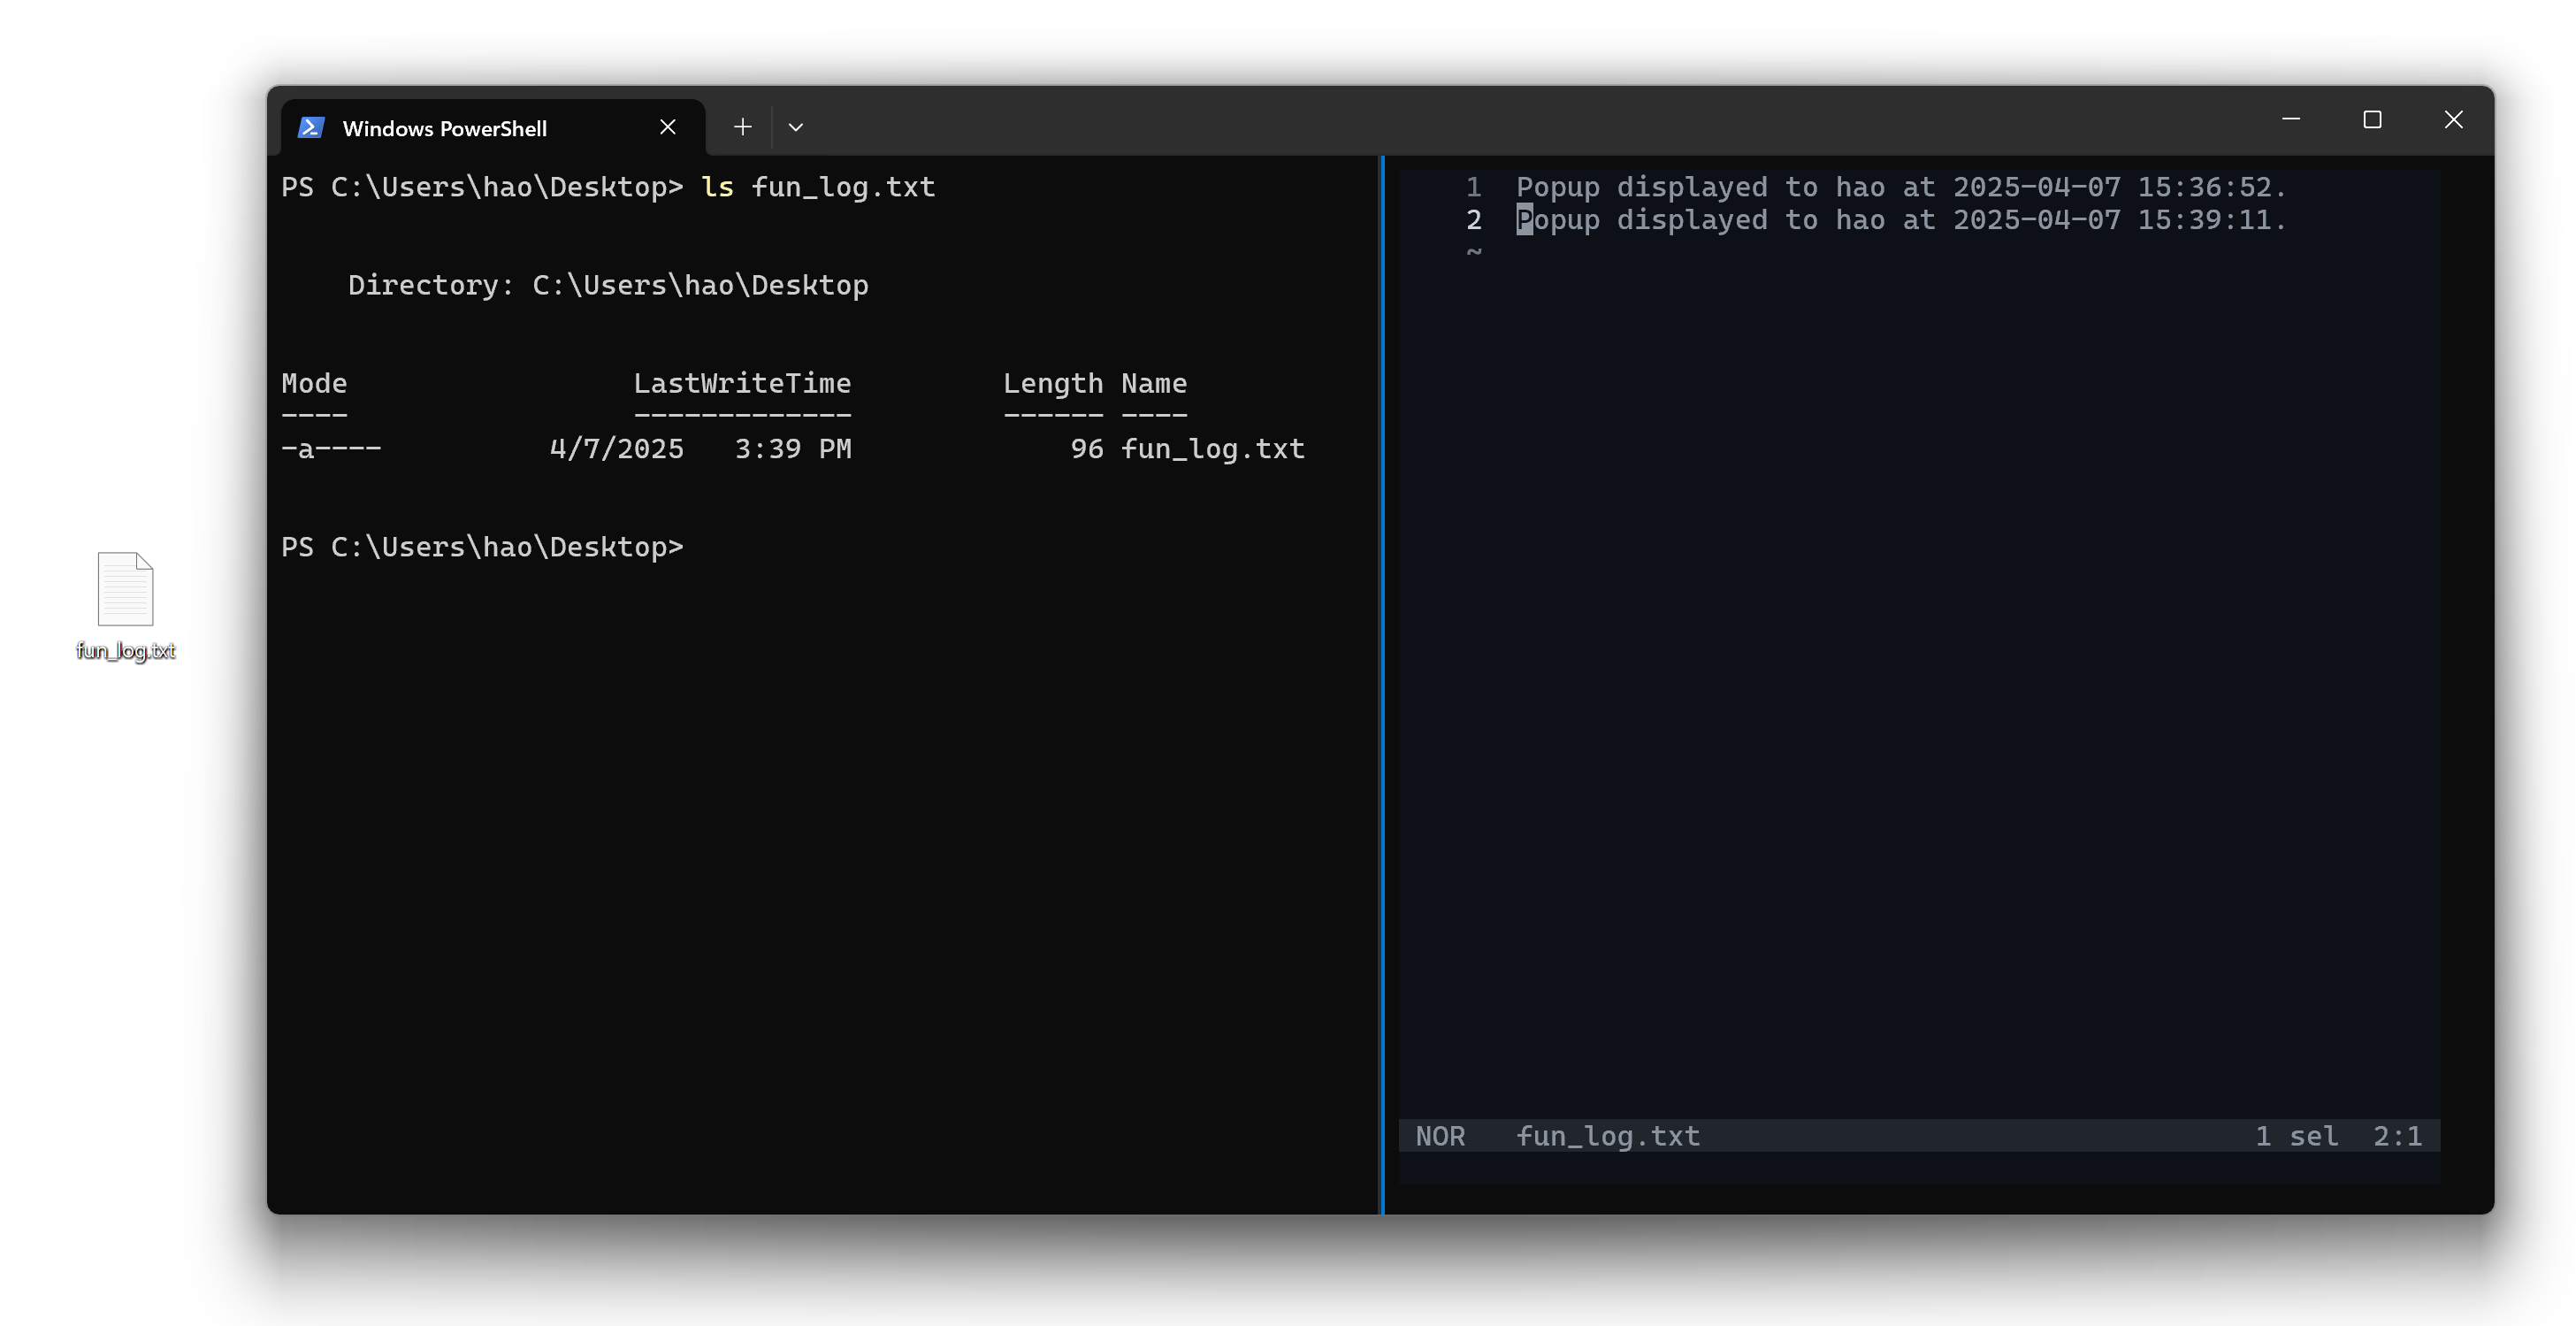 Windows PowerShell
PS C:\Users\hao\Desktop> ls fun_log.txt
Directory: C:\Users\hao\Desktop
Mode LastWriteTime Length Name
---- ------------- ------ ----
-a---- 4/7/2025 3:39 PM 96 fun_log.txt
PS C:\Users\hao\Desktop>
1 Popup displayed to hao at 2025-04-07 15:36:52.
2 Popup displayed to hao at 2025-04-07 15:39:11.
~
NOR fun_log.txt 1 sel 2:1
fun_log.txt